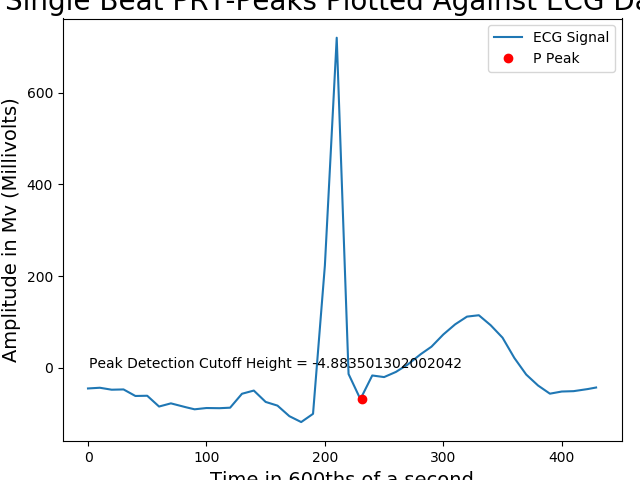 Single Beat PRT-Peaks Plotted Against ECG Da
ECG Signal
P Peak
Amplitude in Mv (Millivolts)
600
400
200
0
Peak Detection Cutoff Height = -4.883501302002042
0 100 200 300 400
Time in 600ths of a second